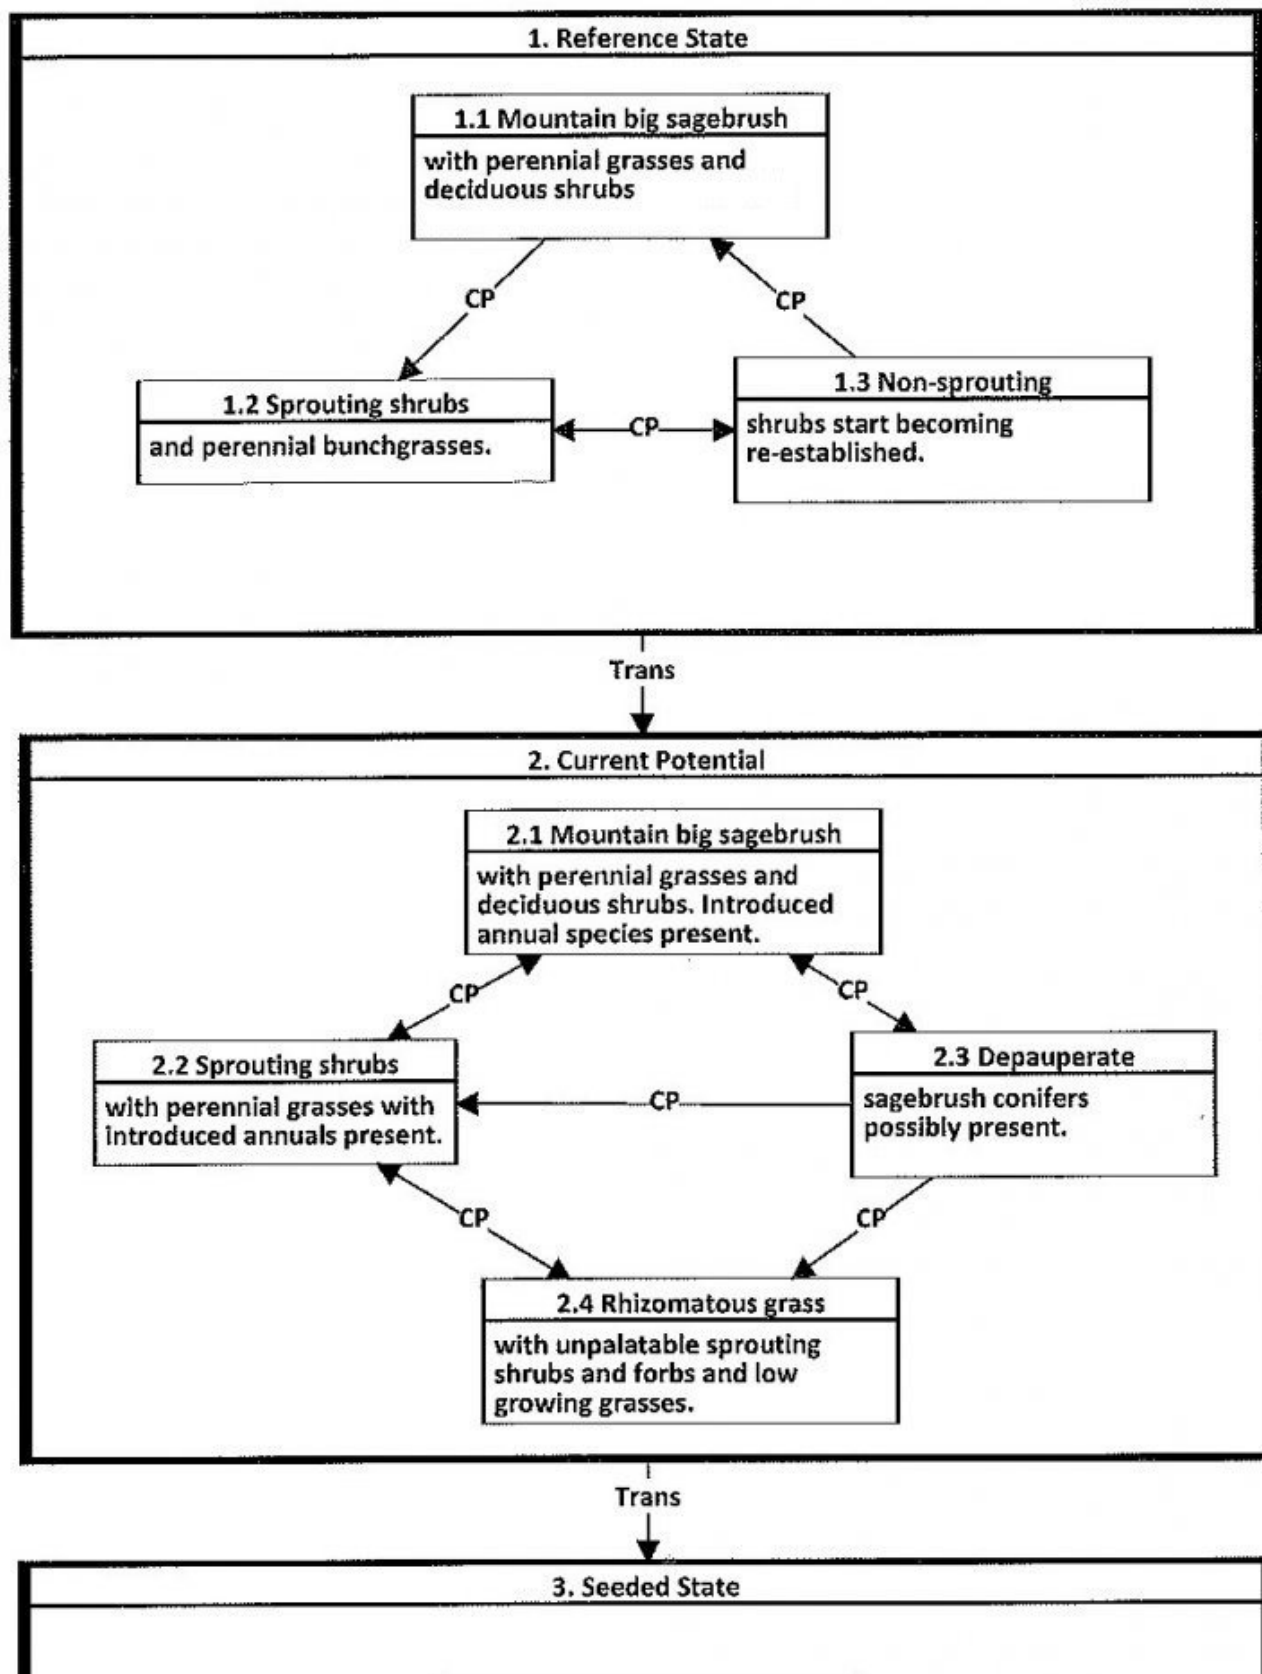 1. Reference State
1.1 Mountain big sagebrush
with perennial grasses and
deciduous shrubs
CP
CP
1.2 Sprouting shrubs
and perennial bunchgrasses.
CP
1.3 Non-sprouting
shrubs start becoming
re-established.
Trans
2. Current Potential
2.1 Mountain big sagebrush
with perennial grasses and
deciduous shrubs. Introduced
annual species present.
CP
CP
2.2 Sprouting shrubs
with perennial grasses with
introduced annuals present.
CP
2.3 Depauperate
sagebrush conifers
possibly present.
CP
CP
2.4 Rhizomatous grass
with unpalatable sprouting
shrubs and forbs and low
growing grasses.
Trans
3. Seeded State